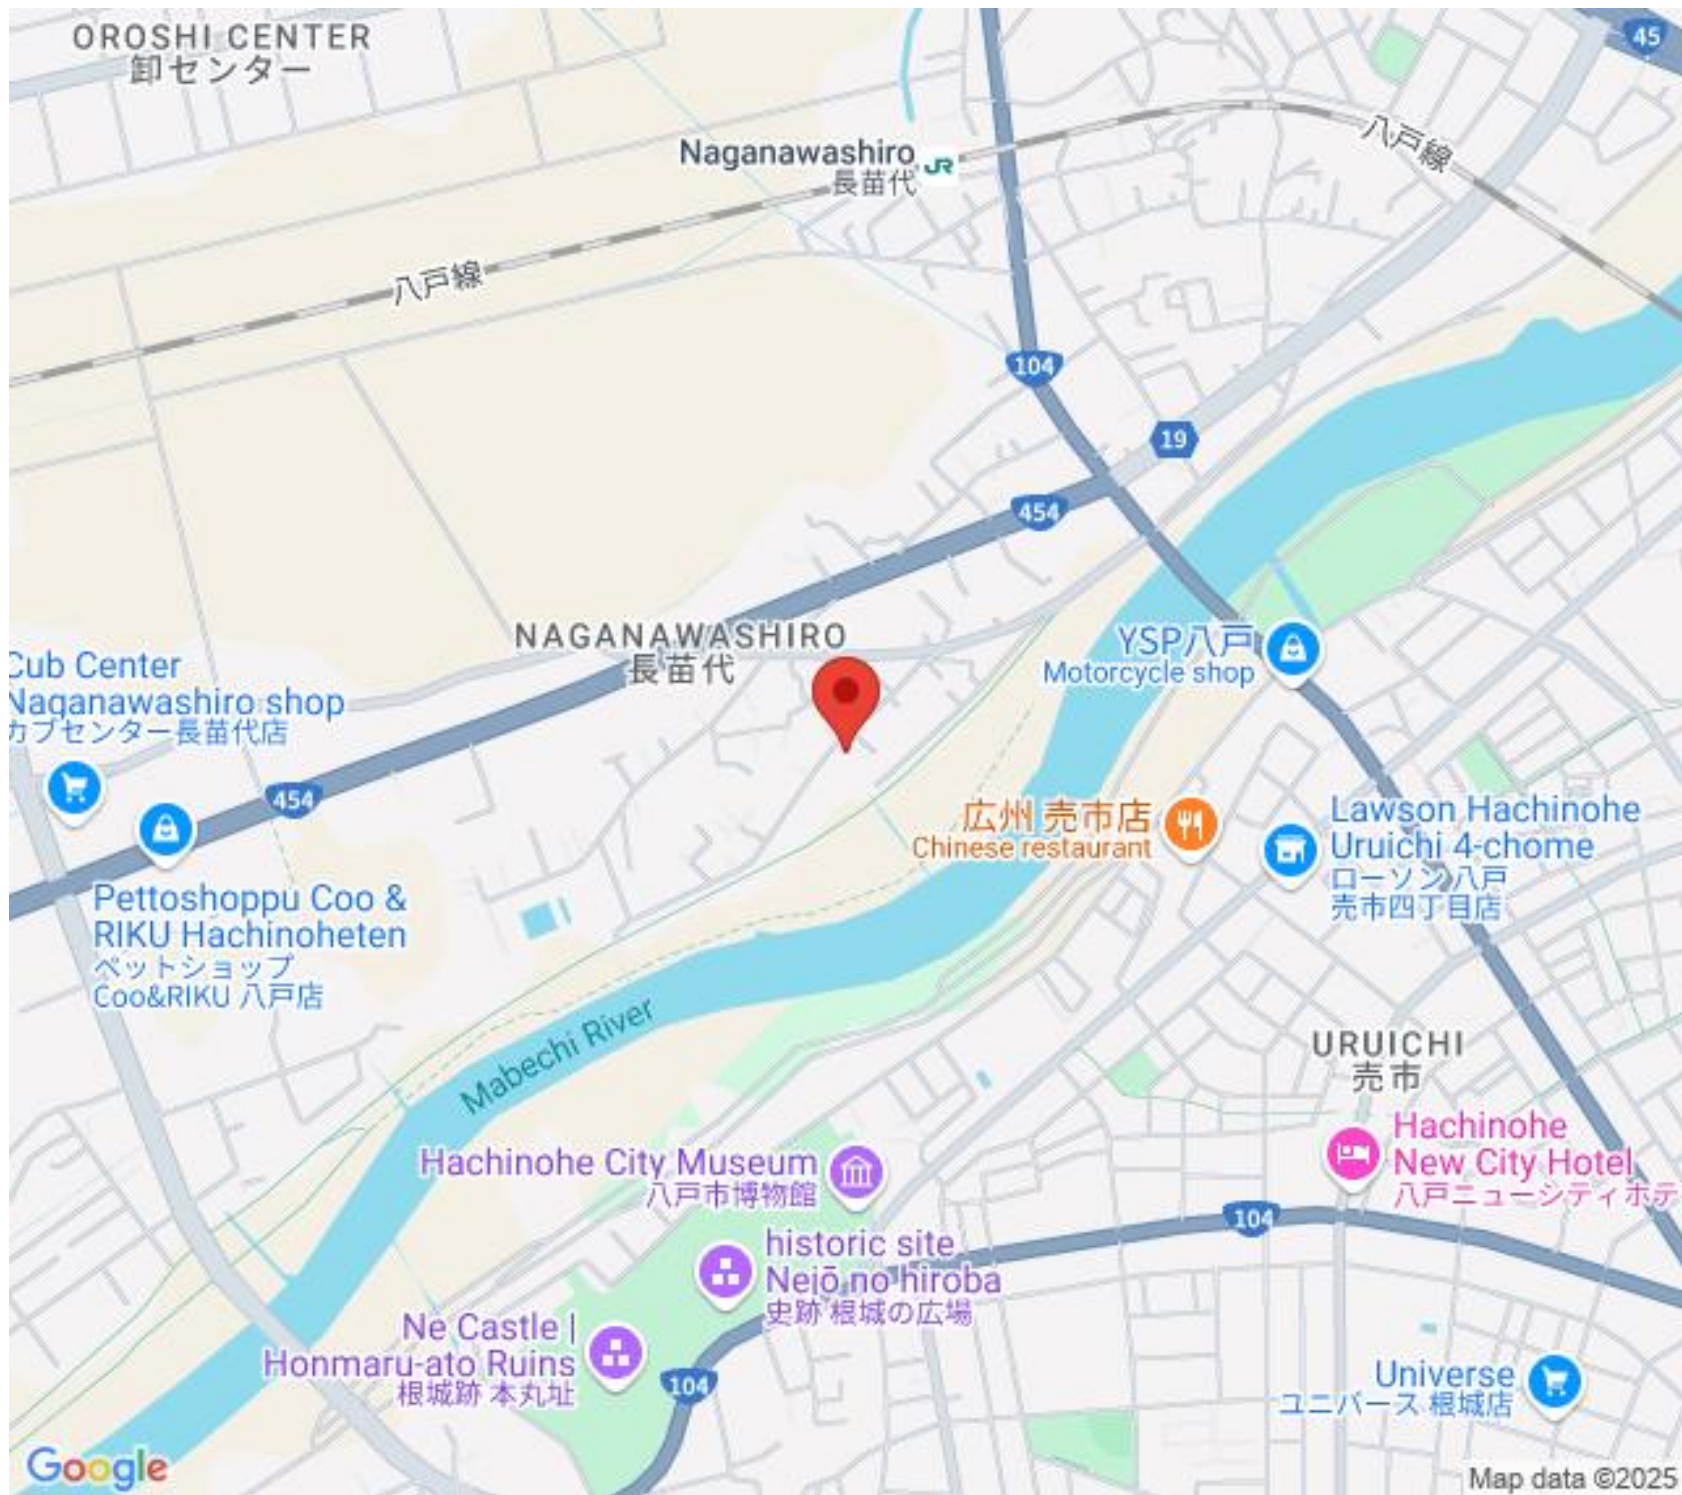 OROSHI CENTER
卸センター
45
Naganawashiro
長苗代
JR
八戸線
八戸線
104
19
454
NAGANAWASHIRO
長苗代
YSP八戸
Motorcycle shop
Cub Center
Naganawashiro shop
カブセンター長苗代店
454
広州 売市店
Chinese restaurant
Lawson Hachinohe
Uruichi 4-chome
ローソン 八戸
売市四丁目店
Pettoshoppu Coo &
RIKU Hachinoheten
ペットショップ
Coo&RIKU 八戸店
Mabechi River
URUICHI
売市
Hachinohe City Museum
八戸市博物館
Hachinohe
New City Hotel
八戸ニューシティホテ
104
historic site
Nejō no hiroba
史跡 根城の広場
Ne Castle |
Honmaru-ato Ruins
根城跡 本丸址
104
Universe
ユニバース 根城店
Google
Map data ©2025